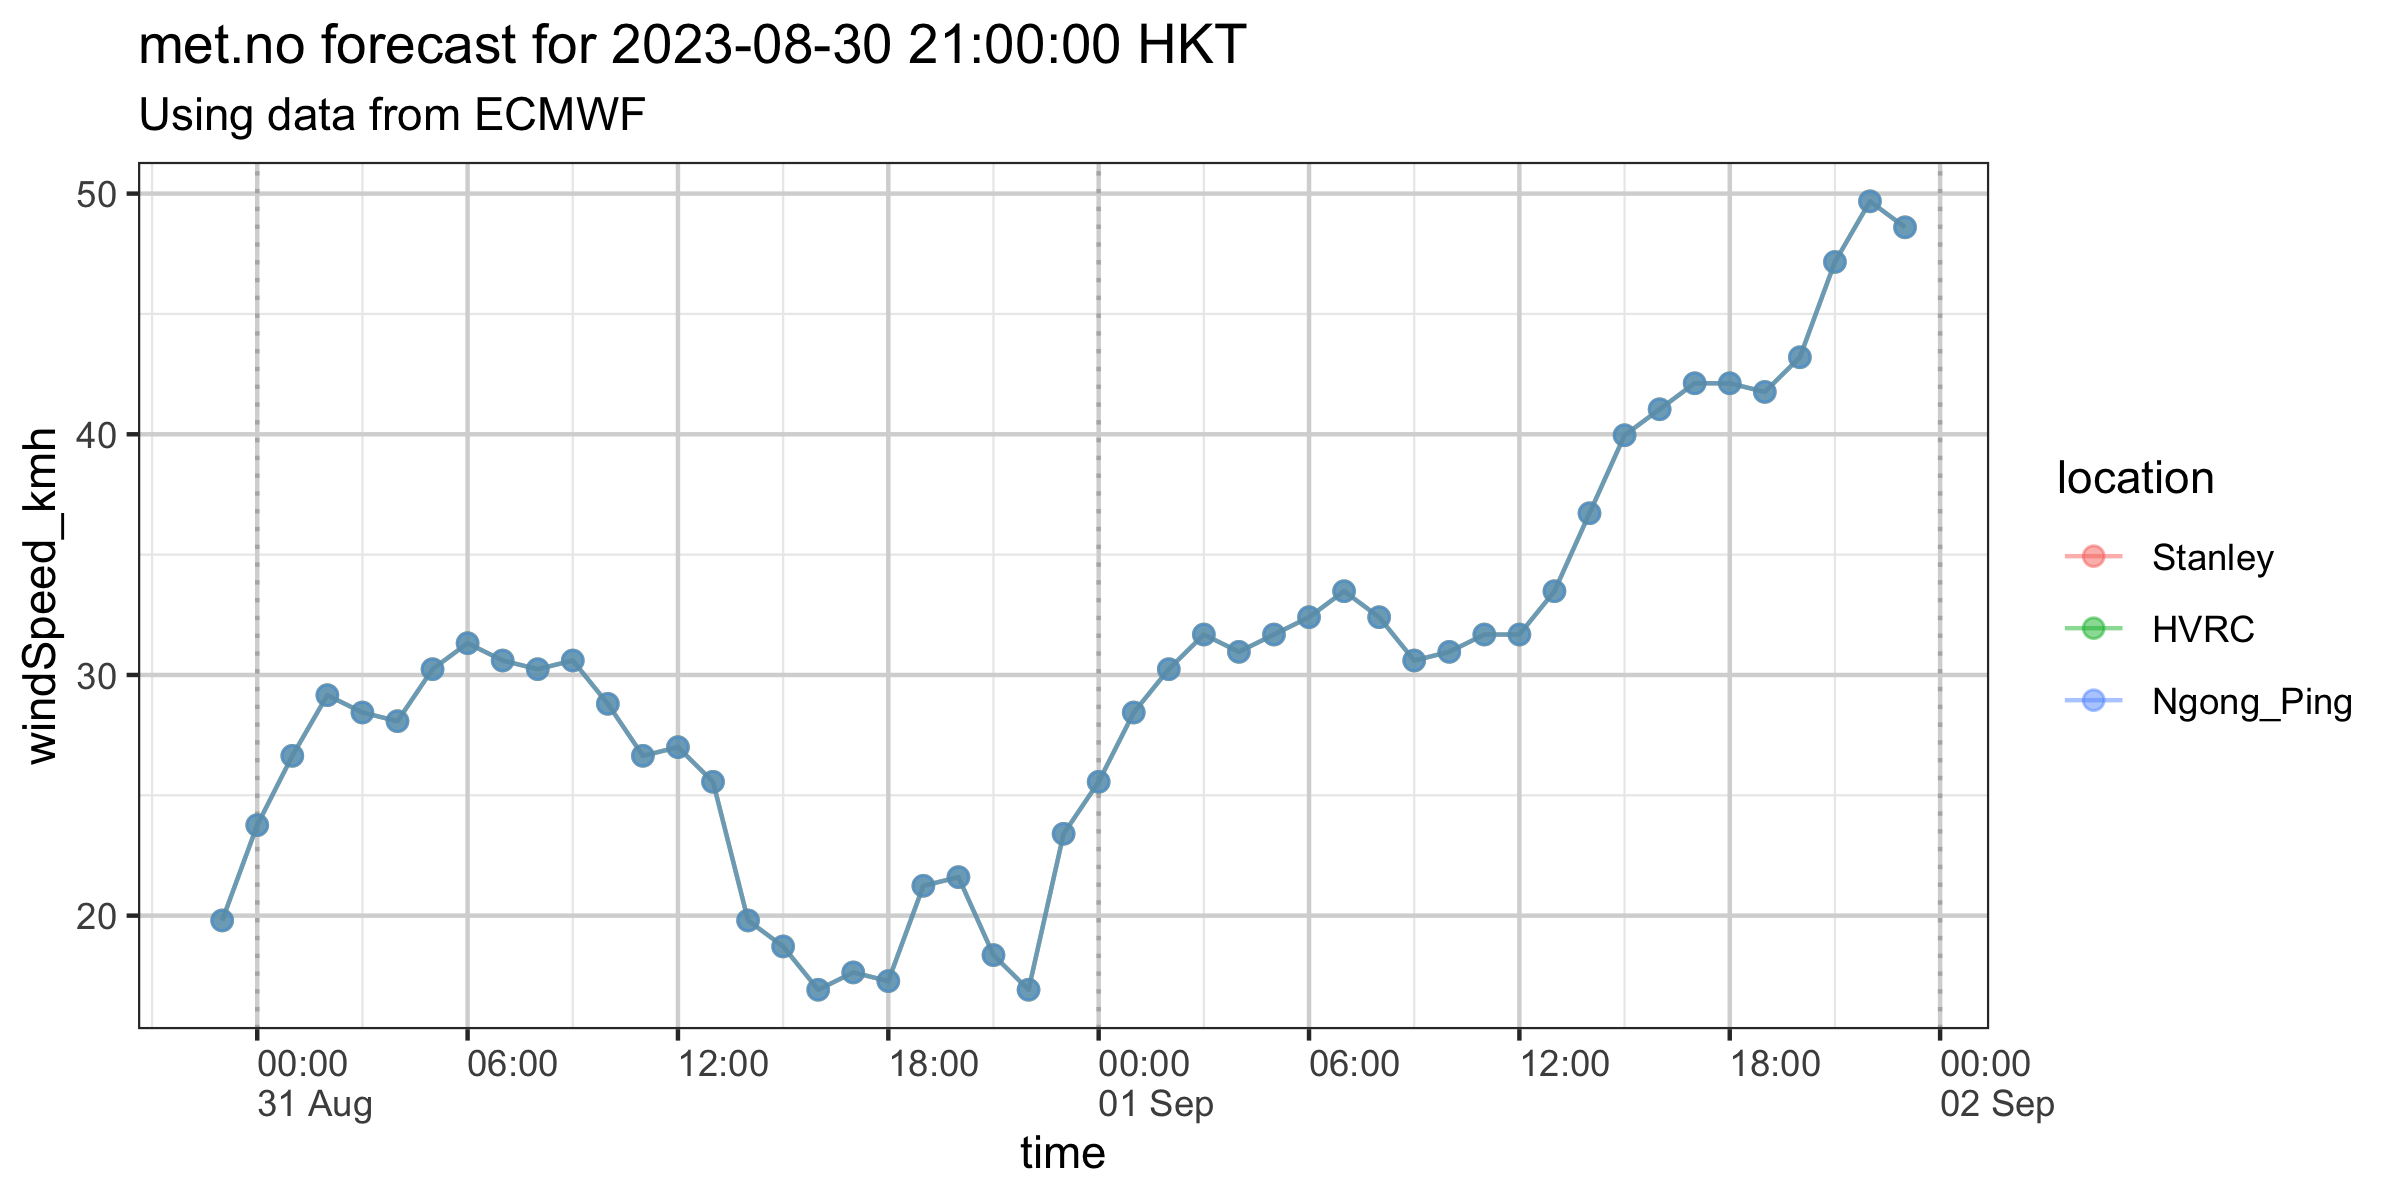 met.no forecast for 2023-08-30 21:00:00 HKT
Using data from ECMWF
windSpeed_kmh
50
40
30
20
00:00 06:00 12:00 18:00 00:00 06:00 12:00 18:00 00:00
31 Aug 01 Sep 02 Sep
time
location
Stanley
HVRC
Ngong_Ping